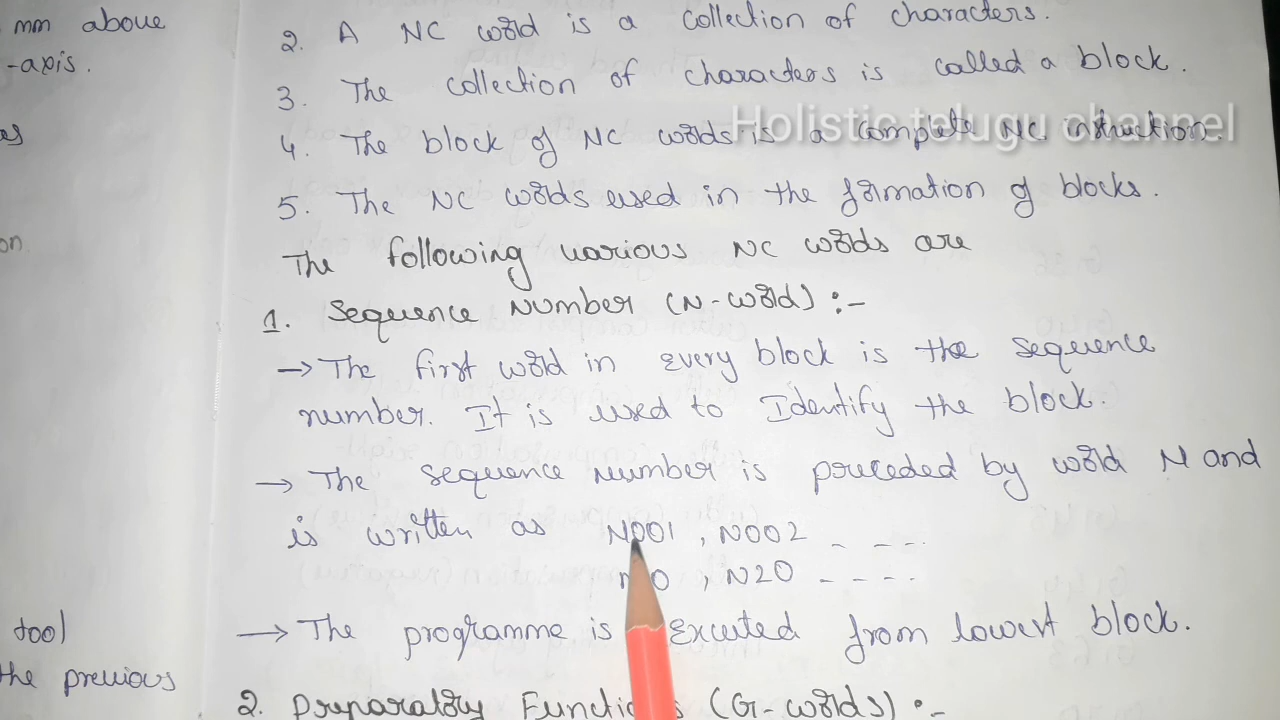 mm above
-axis.
2. A NC word is a collection of characters.
3. The collection of characters is called a block.
4. The block of NC words is a complete NC instruction.
Holistic telugu channel
5. The NC words used in the formation of blocks.
The following various NC words are
on
1. Sequence Number (N-word) :-
→ The first word in every block is the sequence
number. It is used to Identify the block.
→ The sequence Number is preceded by word N and
is written as N001, N002 - - - -
N20 - - - -
tool
→ The programme is Excuted from lowest block.
the previous
2. Preparatory Functions (G-words) :-